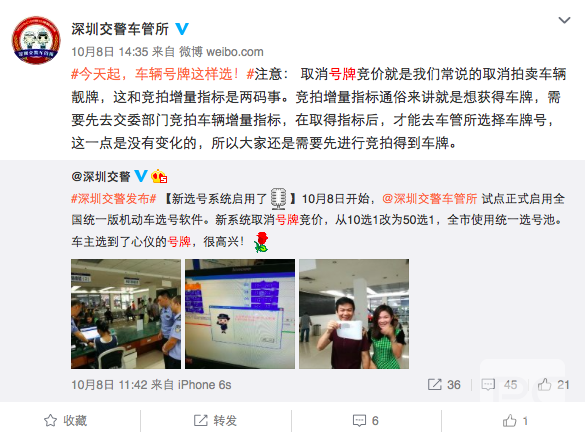 深圳交警车管所
10月8日 14:35 来自 微博 weibo.com
#今天起，车辆号牌这样选！#注意： 取消号牌竞价就是我们常说的取消拍卖车辆
靓牌，这和竞拍增量指标是两码事。竞拍增量指标通俗来讲就是想获得车牌，需
要先去交委部门竞拍车辆增量指标，在取得指标后，才能去车管所选择车牌号，
这一点是没有变化的，所以大家还是需要先进行竞拍得到车牌。
@深圳交警
#深圳交警发布# 【新选号系统启用了】10月8日开始，@深圳交警车管所 试点正式启用全
国统一版机动车选号软件。新系统取消号牌竞价，从10选1改为50选1，全市使用统一选号池。
车主选到了心仪的号牌，很高兴！
10月8日 11:42 来自 iPhone 6s
36
45
21
收藏
转发
6
1